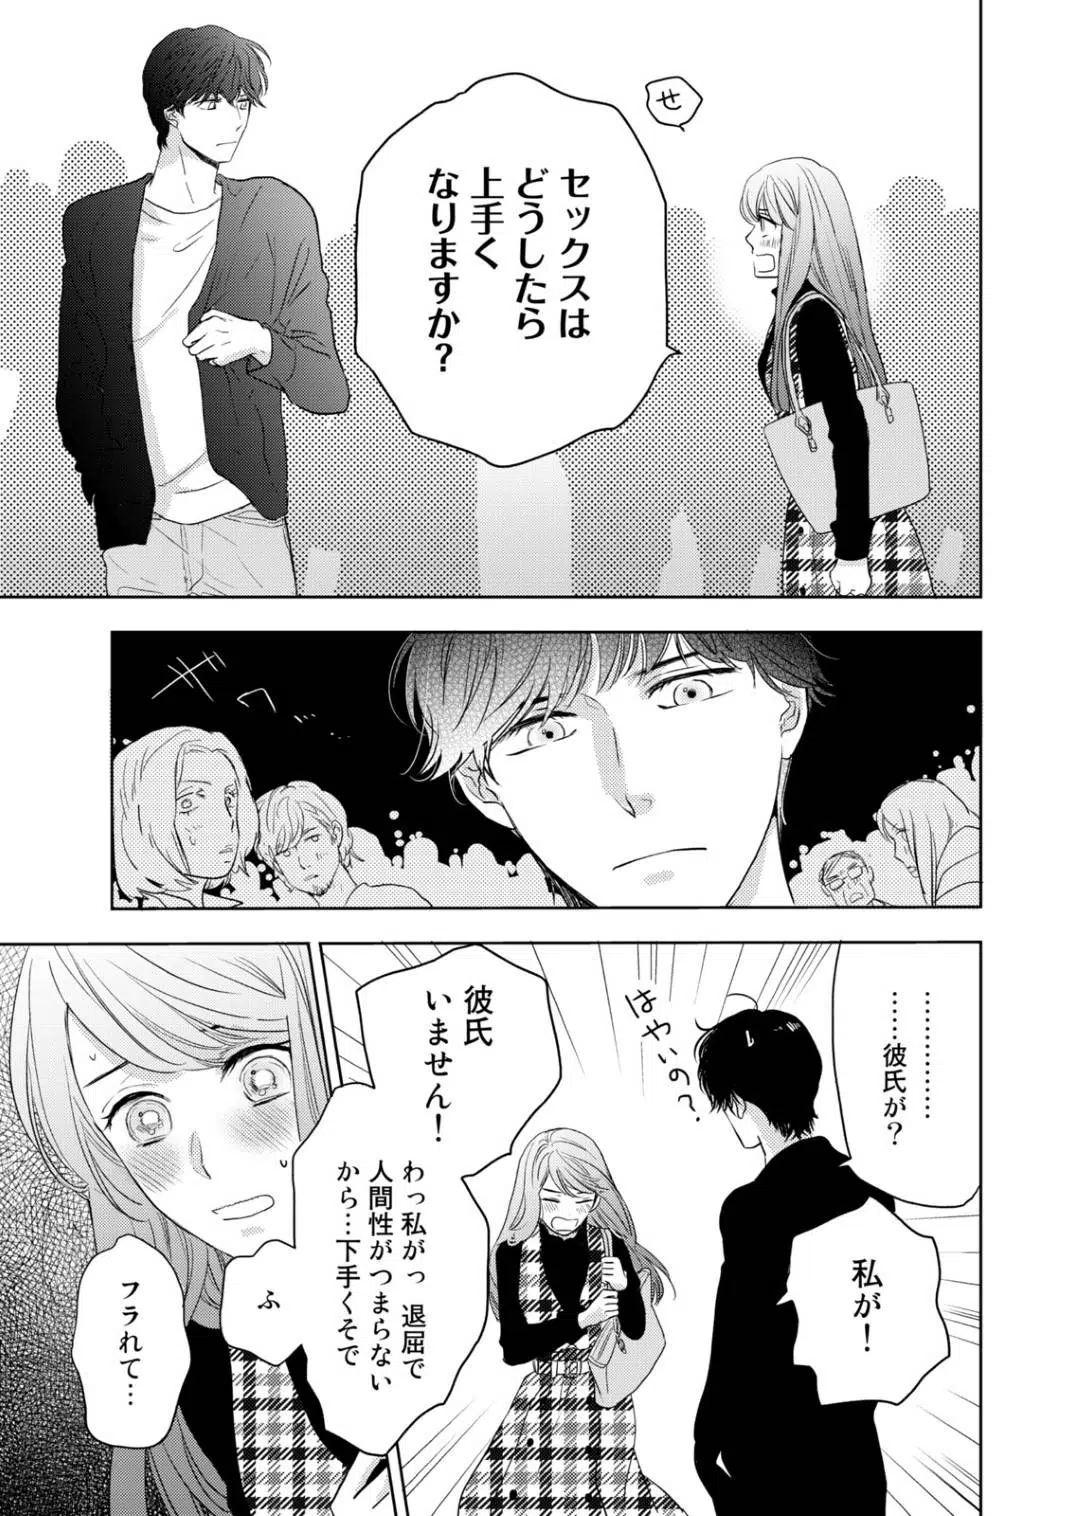 せ
セックスは
どうしたら
上手く
なりますか?
ギョッ
…………………
……彼氏が?
はやいの?
私が!
彼氏
いません!
わっ私がっ 退屈で
人間性がつまらない
から…下手くそで
ふ
フラれて…